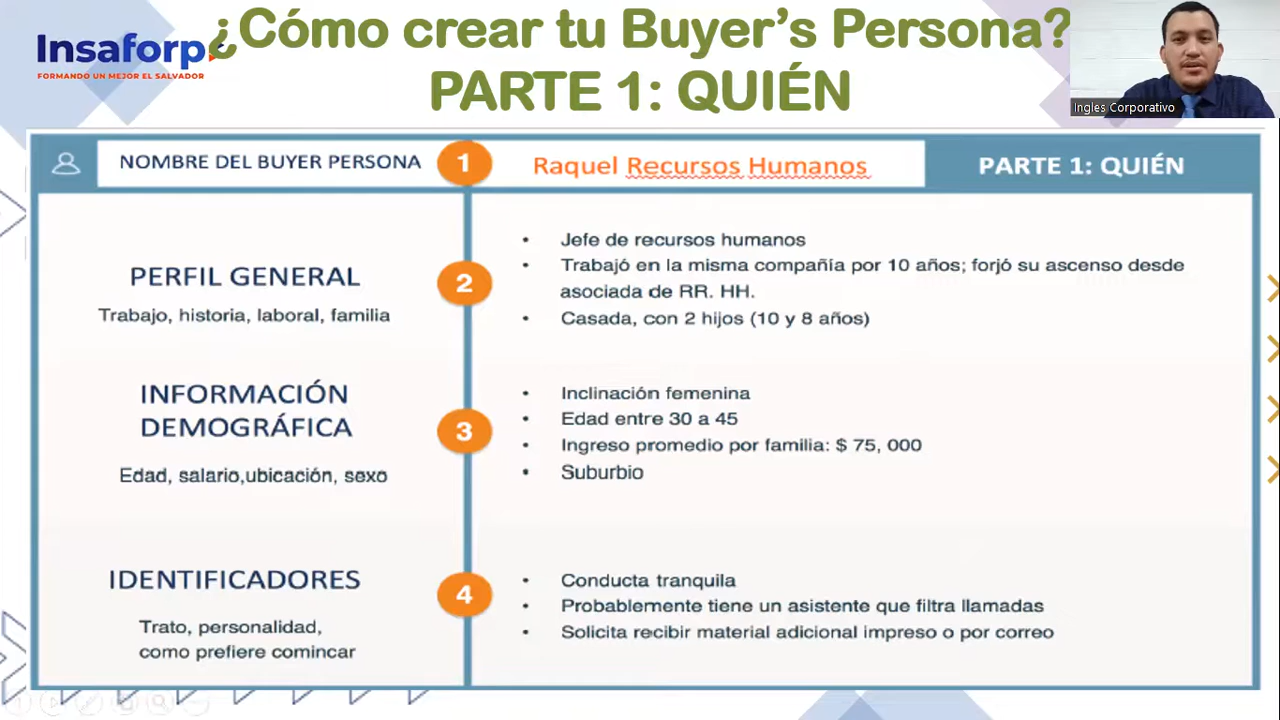 ¿Cómo crear tu Buyer's Persona?
PARTE 1: QUIÉN
Insaforp
FORMANDO UN MEJOR EL SALVADOR
Ingles Corporativo
NOMBRE DEL BUYER PERSONA
1
Raquel Recursos Humanos
PARTE 1: QUIÉN
PERFIL GENERAL
Trabajo, historia, laboral, familia
2
• Jefe de recursos humanos
• Trabajó en la misma compañía por 10 años; forjó su ascenso desde
asociada de RR. HH.
• Casada, con 2 hijos (10 y 8 años)
INFORMACIÓN
DEMOGRÁFICA
Edad, salario,ubicación, sexo
3
• Inclinación femenina
• Edad entre 30 a 45
• Ingreso promedio por familia: $ 75, 000
• Suburbio
IDENTIFICADORES
Trato, personalidad,
como prefiere comincar
4
• Conducta tranquila
• Probablemente tiene un asistente que filtra llamadas
• Solicita recibir material adicional impreso o por correo